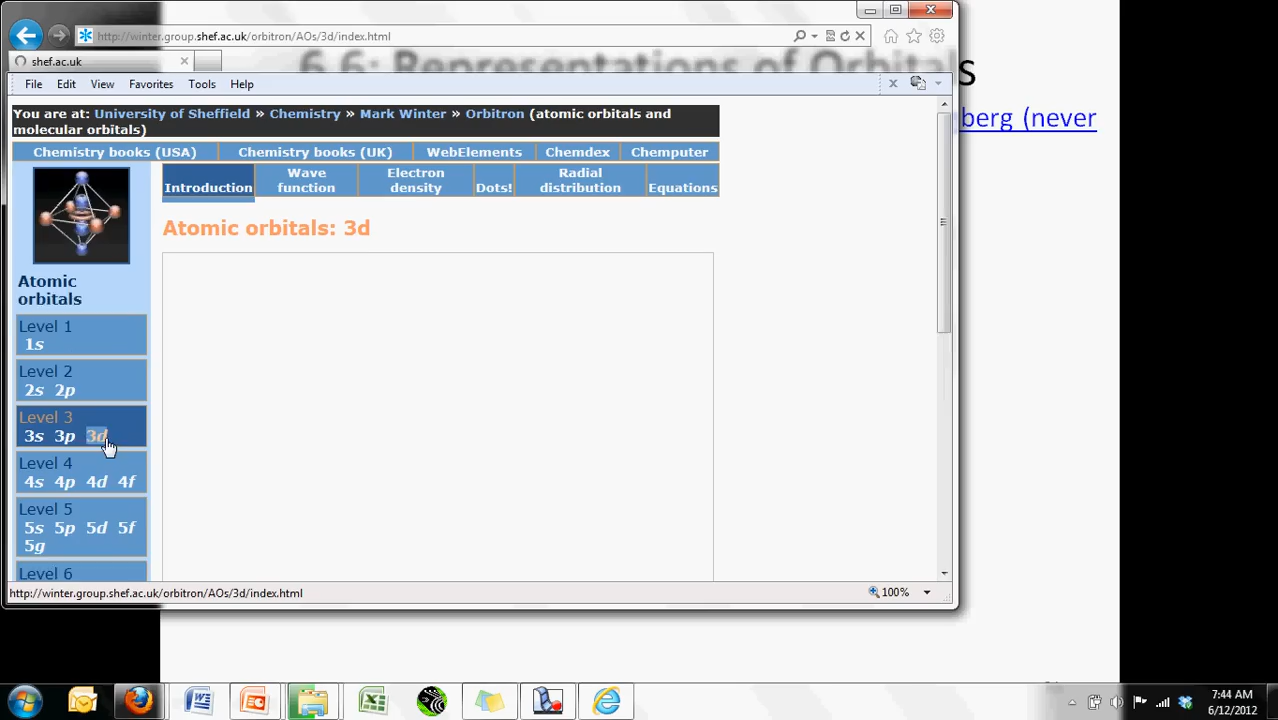 6.6: Representations of Orbitals
http://winter.group.shef.ac.uk/orbitron/AOs/3d/index.html
shef.ac.uk
File Edit View Favorites Tools Help
berg (never
You are at: University of Sheffield » Chemistry » Mark Winter » Orbitron (atomic orbitals and
molecular orbitals)
Chemistry books (USA) Chemistry books (UK) WebElements Chemdex Chemputer
Introduction Wave function Electron density Dots! Radial distribution Equations
Atomic orbitals: 3d
Atomic
orbitals
Level 1
1s
Level 2
2s 2p
Level 3
3s 3p 3d
Level 4
4s 4p 4d 4f
Level 5
5s 5p 5d 5f
5g
Level 6
http://winter.group.shef.ac.uk/orbitron/AOs/3d/index.html
100%
7:44 AM
6/12/2012